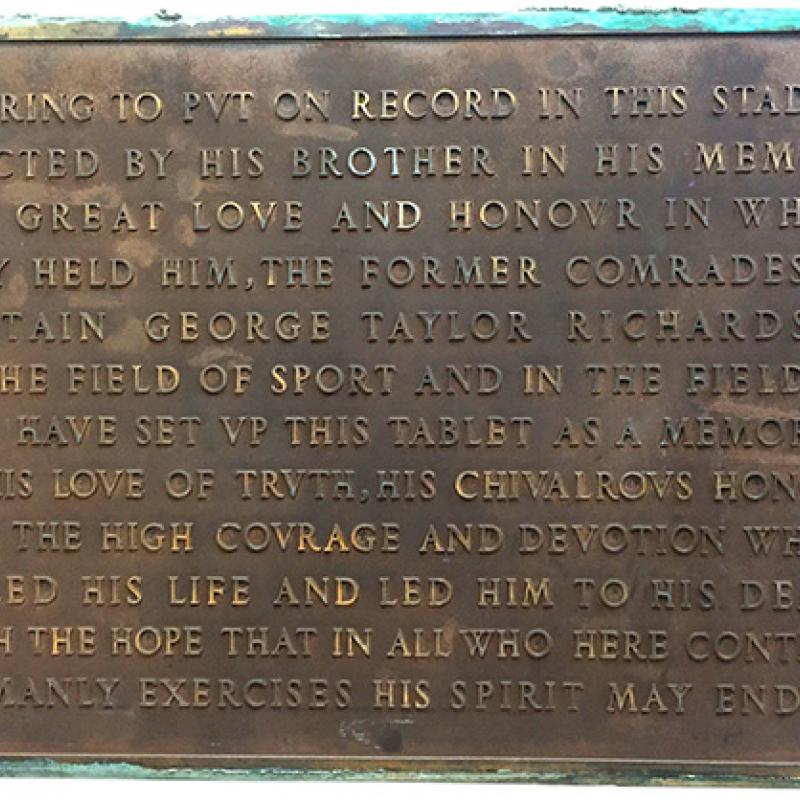 RING TO PVT ON RECORD IN THIS STAD
CTED BY HIS BROTHER IN HIS MEM
GREAT LOVE AND HONOVR IN WH
Y HELD HIM, THE FORMER COMRADES
TAIN GEORGE TAYLOR RICHARDS
HE FIELD OF SPORT AND IN THE FIELD
HAVE SET VP THIS TABLET AS A MEMOR
IS LOVE OF TRVTH, HIS CHIVALROVS HON
THE HIGH COVRAGE AND DEVOTION WH
LED HIS LIFE AND LED HIM TO HIS DE
H THE HOPE THAT IN ALL WHO HERE CONT
MANLY EXERCISES HIS SPIRIT MAY END